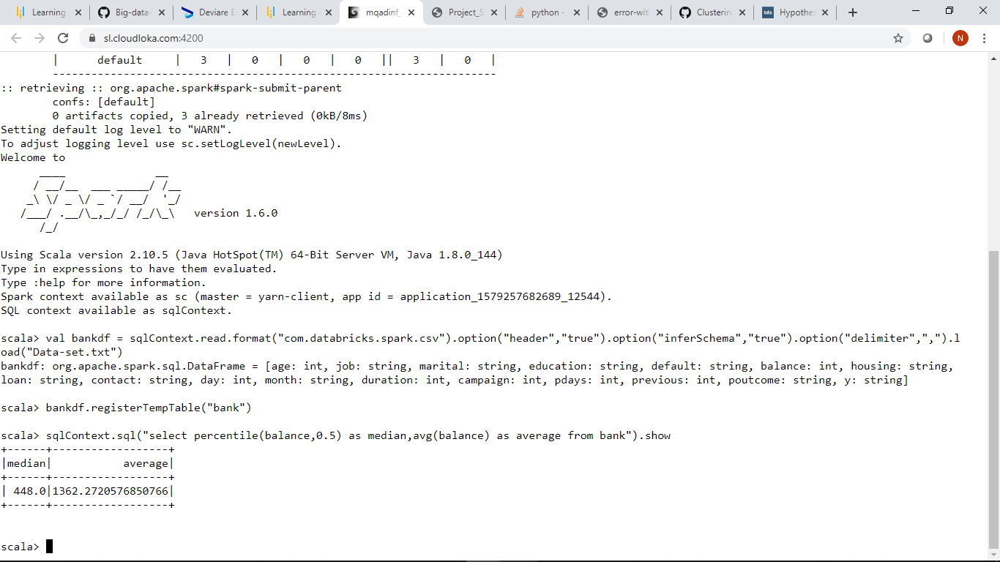 Learning
Big-data-
Deviare E
Learning
mqadinf_
Project_S
python -
error-wit
Clusterin
Hypothes
sl.cloudloka.com:4200
N
|      default     |   3   |   0   |   0   |   0   ||   3   |   0   |
---------------------------------------------------------------------
:: retrieving :: org.apache.spark#spark-submit-parent
confs: [default]
0 artifacts copied, 3 already retrieved (0kB/8ms)
Setting default log level to "WARN".
To adjust logging level use sc.setLogLevel(newLevel).
Welcome to
      ____              __
     / __/__  ___ _____/ /__
    _\ \/ _ \/ _ `/ __/  '_/
   /___/ .__/\_,_/_/ /_/\_\   version 1.6.0
      /_/
Using Scala version 2.10.5 (Java HotSpot(TM) 64-Bit Server VM, Java 1.8.0_144)
Type in expressions to have them evaluated.
Type :help for more information.
Spark context available as sc (master = yarn-client, app id = application_1579257682689_12544).
SQL context available as sqlContext.
scala> val bankdf = sqlContext.read.format("com.databricks.spark.csv").option("header","true").option("inferSchema","true").option("delimiter",",").l
oad("Data-set.txt")
bankdf: org.apache.spark.sql.DataFrame = [age: int, job: string, marital: string, education: string, default: string, balance: int, housing: string,
loan: string, contact: string, day: int, month: string, duration: int, campaign: int, pdays: int, previous: int, poutcome: string, y: string]
scala> bankdf.registerTempTable("bank")
scala> sqlContext.sql("select percentile(balance,0.5) as median,avg(balance) as average from bank").show
+------+------------------+
|median|           average|
+------+------------------+
| 448.0|1362.2720576850766|
+------+------------------+
scala>